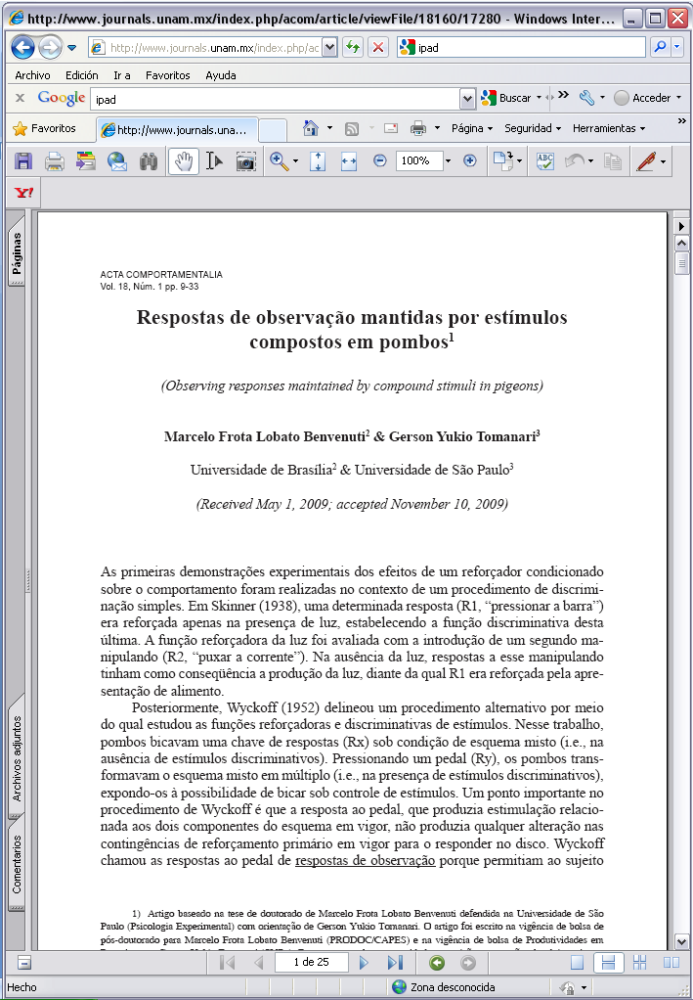 http://www.journals.unam.mx/index.php/acom/article/viewFile/18160/17280 - Windows Inter...
http://www.journals.unam.mx/index.php/ac
ipad
Archivo Edición Ir a Favoritos Ayuda
x Google ipad Buscar Acceder
Favoritos http://www.journals.una... Página Seguridad Herramientas
100%
ABC
Y!
Páginas
Archivos adjuntos
Comentarios
ACTA COMPORTAMENTALIA
Vol. 18, Núm. 1 pp. 9-33
Respostas de observação mantidas por estímulos
compostos em pombos1
(Observing responses maintained by compound stimuli in pigeons)
Marcelo Frota Lobato Benvenuti2 & Gerson Yukio Tomanari3
Universidade de Brasília2 & Universidade de São Paulo3
(Received May 1, 2009; accepted November 10, 2009)
As primeiras demonstrações experimentais dos efeitos de um reforçador condicionado
sobre o comportamento foram realizadas no contexto de um procedimento de discrimi-
nação simples. Em Skinner (1938), uma determinada resposta (R1, “pressionar a barra”)
era reforçada apenas na presença de luz, estabelecendo a função discriminativa desta
última. A função reforçadora da luz foi avaliada com a introdução de um segundo ma-
nipulando (R2, “puxar a corrente”). Na ausência da luz, respostas a esse manipulando
tinham como conseqüência a produção da luz, diante da qual R1 era reforçada pela apre-
sentação de alimento.
Posteriormente, Wyckoff (1952) delineou um procedimento alternativo por meio
do qual estudou as funções reforçadoras e discriminativas de estímulos. Nesse trabalho,
pombos bicavam uma chave de respostas (Rx) sob condição de esquema misto (i.e., na
ausência de estímulos discriminativos). Pressionando um pedal (Ry), os pombos trans-
formavam o esquema misto em múltiplo (i.e., na presença de estímulos discriminativos),
expondo-os à possibilidade de bicar sob controle de estímulos. Um ponto importante no
procedimento de Wyckoff é que a resposta ao pedal, que produzia estimulação relacio-
nada aos dois componentes do esquema em vigor, não produzia qualquer alteração nas
contingências de reforçamento primário em vigor para o responder no disco. Wyckoff
chamou as respostas ao pedal de respostas de observação porque permitiam ao sujeito
1) Artigo baseado na tese de doutorado de Marcelo Frota Lobato Benvenuti defendida na Universidade de São
Paulo (Psicologia Experimental) com orientação de Gerson Yukio Tomanari. O artigo foi escrito na vigência de bolsa de
pós-doutorado para Marcelo Frota Lobato Benvenuti (PRODOC/CAPES) e na vigência de bolsa de Produtividades em
1 de 25
Hecho Zona desconocida